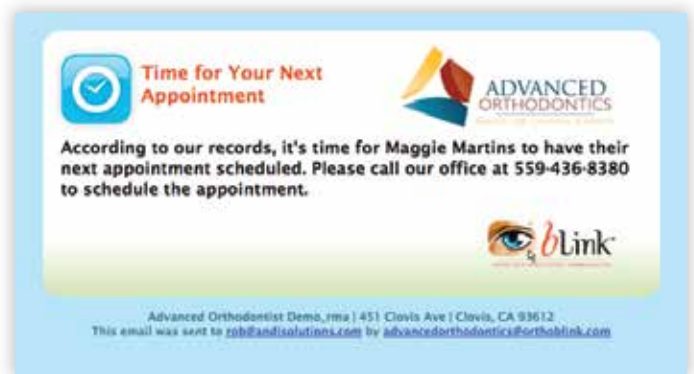 Time for Your Next
Appointment
ADVANCED
ORTHODONTICS
According to our records, it's time for Maggie Martins to have their
next appointment scheduled. Please call our office at 559-436-8380
to schedule the appointment.
bLink
Advanced Orthodontist Demo_rma | 451 Clovis Ave | Clovis, CA 93612
This email was sent to rob@andisolutions.com by advancedorthodontics@orthoblink.com